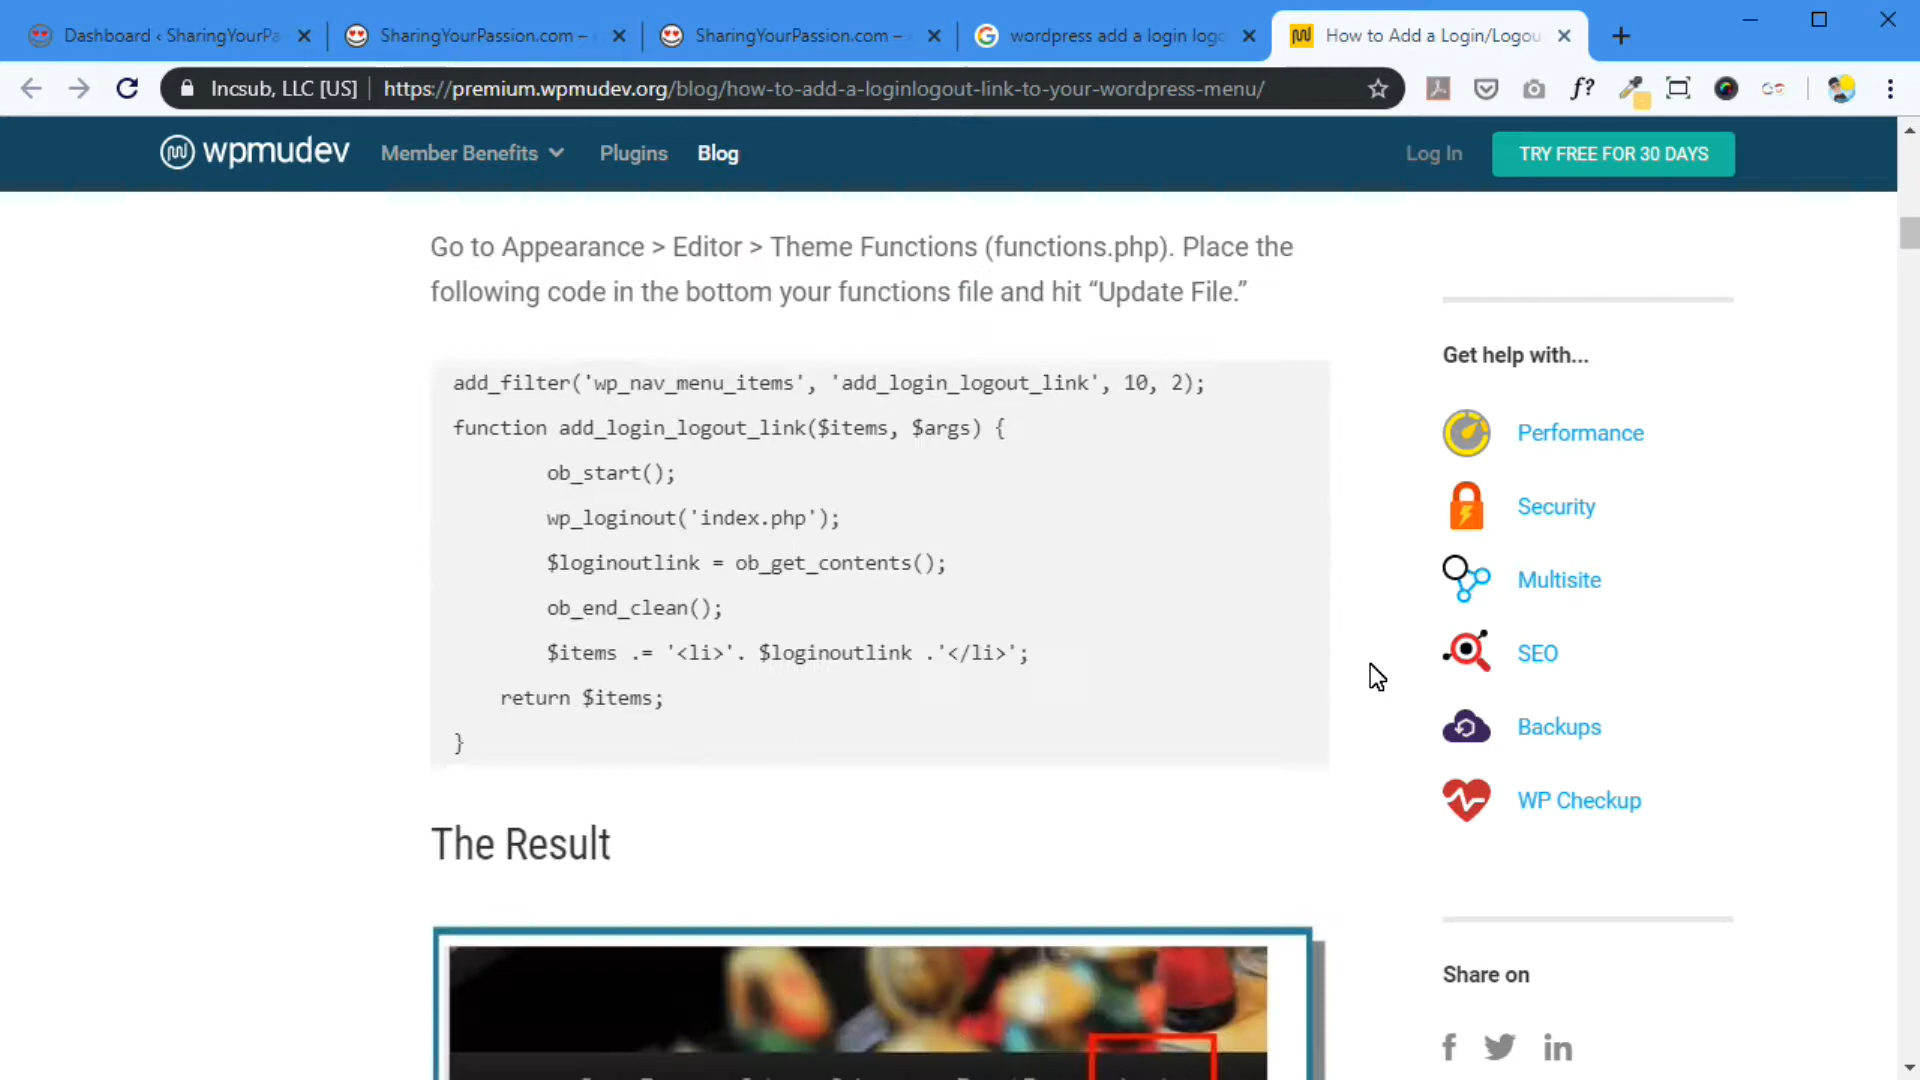 Dashboard ‹ SharingYourPa
SharingYourPassion.com –
SharingYourPassion.com –
wordpress add a login logo
How to Add a Login/Logou
Incsub, LLC [US]
https://premium.wpmudev.org/blog/how-to-add-a-loginlogout-link-to-your-wordpress-menu/
f?
wpmudev
Member Benefits
Plugins
Blog
Log In
TRY FREE FOR 30 DAYS
Go to Appearance > Editor > Theme Functions (functions.php). Place the
following code in the bottom your functions file and hit “Update File.”
add_filter('wp_nav_menu_items', 'add_login_logout_link', 10, 2);
function add_login_logout_link($items, $args) {
ob_start();
wp_loginout('index.php');
$loginoutlink = ob_get_contents();
ob_end_clean();
$items .= '<li>'. $loginoutlink .'</li>';
return $items;
}
The Result
Get help with...
Performance
Security
Multisite
SEO
Backups
WP Checkup
Share on